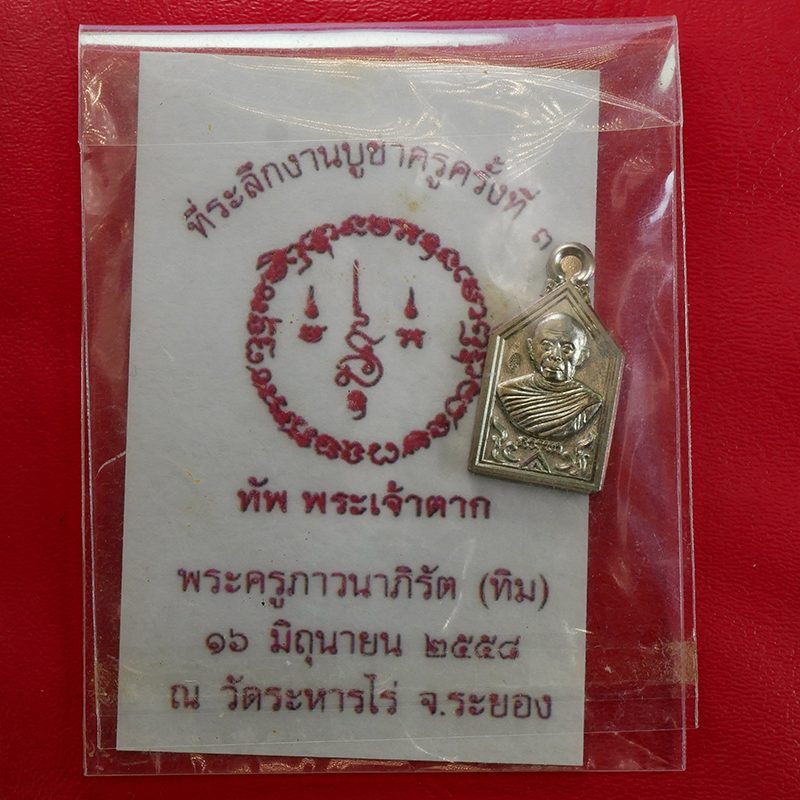 ที่ระลึกงานบูชาครูครั้งที่ ๓
ทัพ พระเจ้าตาก
พระครูภาวนาภิรัต (ทิม)
๑๖ มิถุนายน ๒๕๕๘
ณ วัดระหารไร่ จ.ระยอง